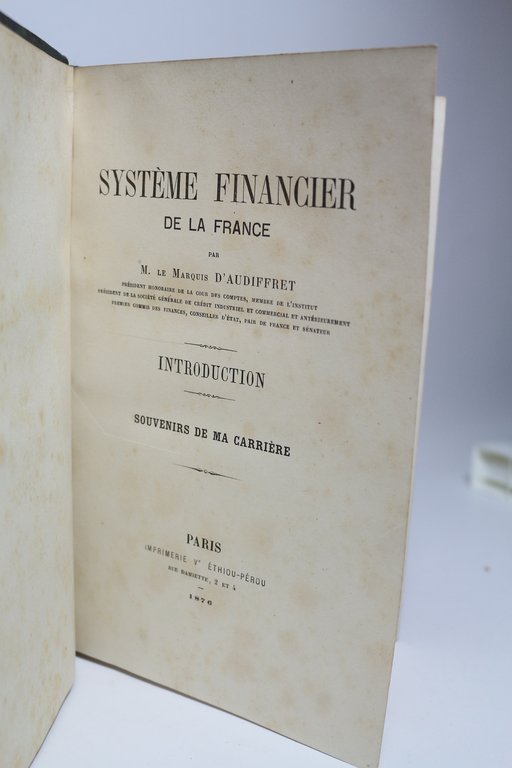 SYSTÈME FINANCIER
DE LA FRANCE
PAR
M. LE MARQUIS D'AUDIFFRET
PRÉSIDENT HONORAIRE DE LA COUR DES COMPTES, MEMBRE DE L'INSTITUT
PRÉSIDENT DE LA SOCIÉTÉ GÉNÉRALE DE CRÉDIT INDUSTRIEL ET COMMERCIAL ET ANTÉRIEUREMENT
PREMIER COMMIS DES FINANCES, CONSEILLER D'ÉTAT, PAIR DE FRANCE ET SÉNATEUR
INTRODUCTION
SOUVENIRS DE MA CARRIÈRE
PARIS
IMPRIMERIE Ve ÉTHIOU-PÉROU
RUE DAMIETTE, 2 ET 4
1876